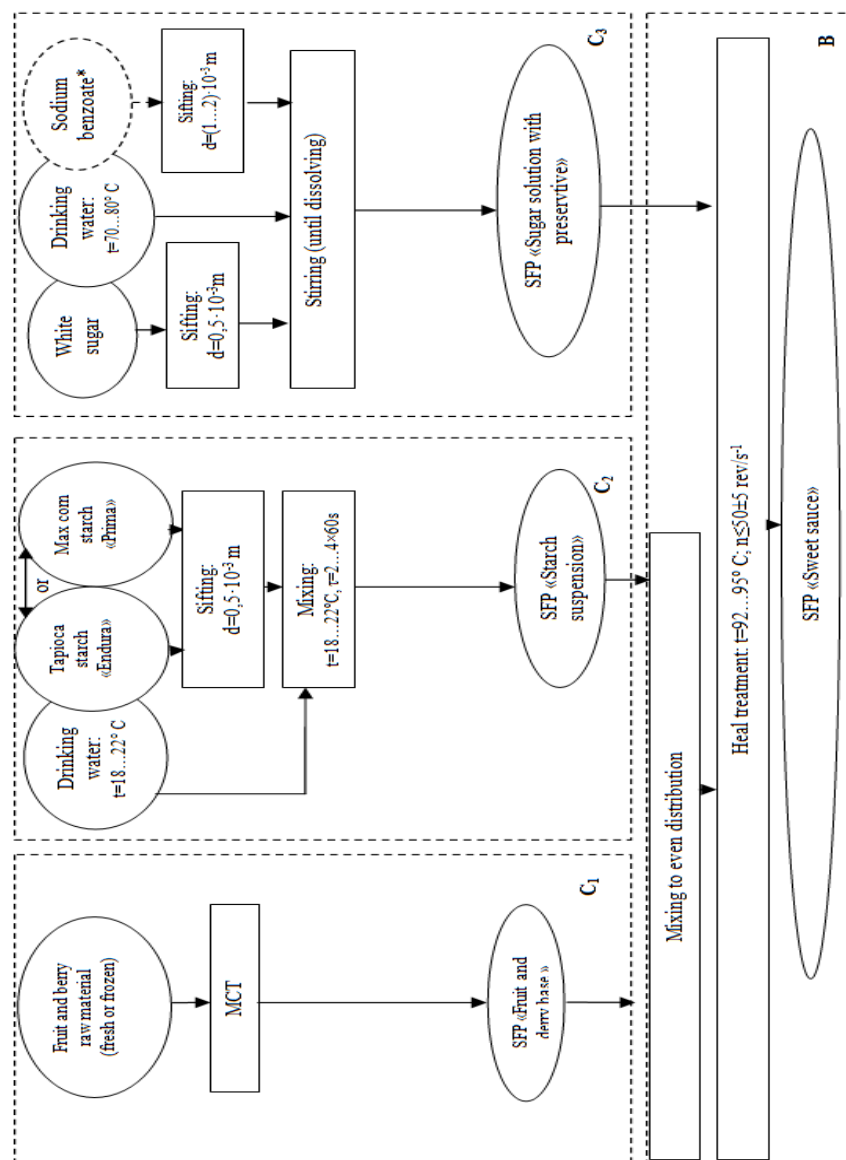 Fruit and berry
raw material
(fresh or frozen)
MCT
SFP «Fruit and
derry base »
C₁
Drinking
water:
t=18...22° C
Tapioca
starch
«Endura»
or
Max com
starch
«Prima»
Sifting:
d=0,5·10⁻³ m
Mixing:
t=18...22°C, τ=2...4×60s
SFP «Starch
suspension»
C₂
White
sugar
Drinking
water:
t=70...80° C
Sodium
benzoate*
Sifting:
d=0,5·10⁻³m
Sifting:
d=(1...2)·10⁻³m
Stirring (until dissolving)
SFP «Sugar solution with
preservtive»
C₃
Mixing to even distribution
Heal treatment: t=92...95° C; n≤50±5 rev/s⁻¹
SFP «Sweet sauce»
B